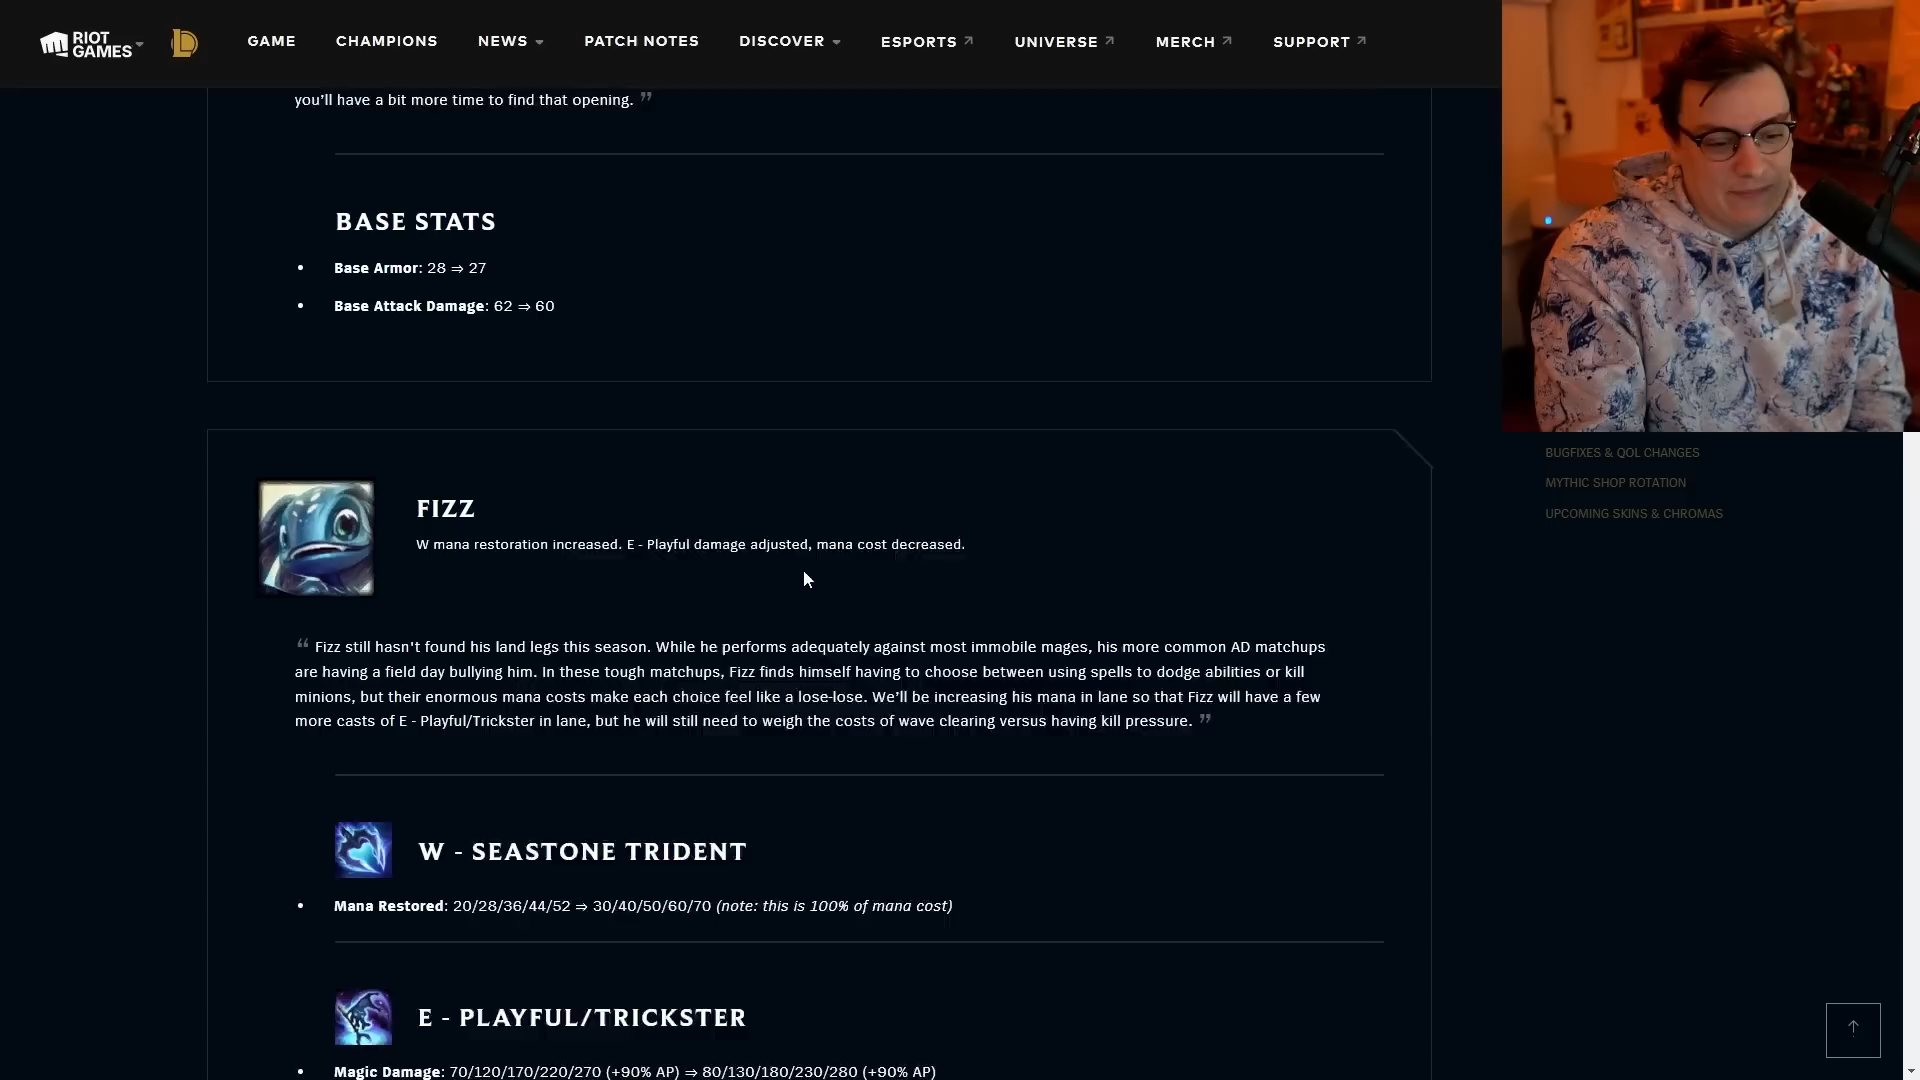 RIOT GAMES
GAME
CHAMPIONS
NEWS
PATCH NOTES
DISCOVER
ESPORTS
UNIVERSE
MERCH
SUPPORT
you’ll have a bit more time to find that opening. ”
BASE STATS
• Base Armor: 28 ⇒ 27
• Base Attack Damage: 62 ⇒ 60
FIZZ
W mana restoration increased. E - Playful damage adjusted, mana cost decreased.
“ Fizz still hasn't found his land legs this season. While he performs adequately against most immobile mages, his more common AD matchups
are having a field day bullying him. In these tough matchups, Fizz finds himself having to choose between using spells to dodge abilities or kill
minions, but their enormous mana costs make each choice feel like a lose-lose. We’ll be increasing his mana in lane so that Fizz will have a few
more casts of E - Playful/Trickster in lane, but he will still need to weigh the costs of wave clearing versus having kill pressure. ”
W - SEASTONE TRIDENT
• Mana Restored: 20/28/36/44/52 ⇒ 30/40/50/60/70 (note: this is 100% of mana cost)
E - PLAYFUL/TRICKSTER
• Magic Damage: 70/120/170/220/270 (+90% AP) ⇒ 80/130/180/230/280 (+90% AP)
BUGFIXES & QOL CHANGES
MYTHIC SHOP ROTATION
UPCOMING SKINS & CHROMAS